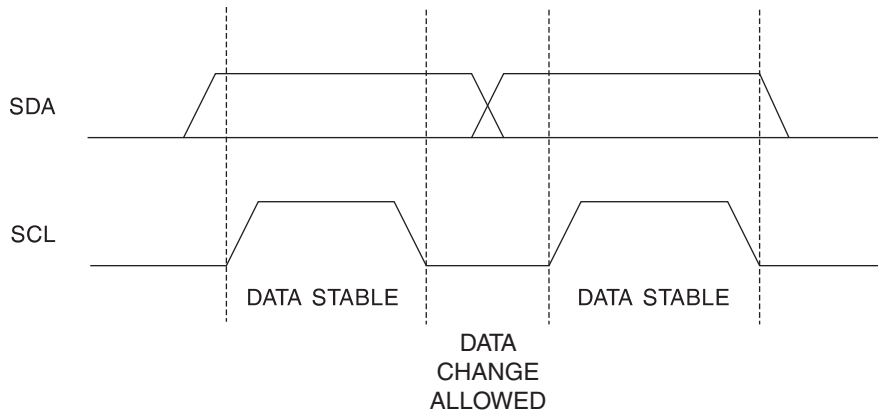 SDA
SCL
DATA STABLE
DATA STABLE
DATA
CHANGE
ALLOWED